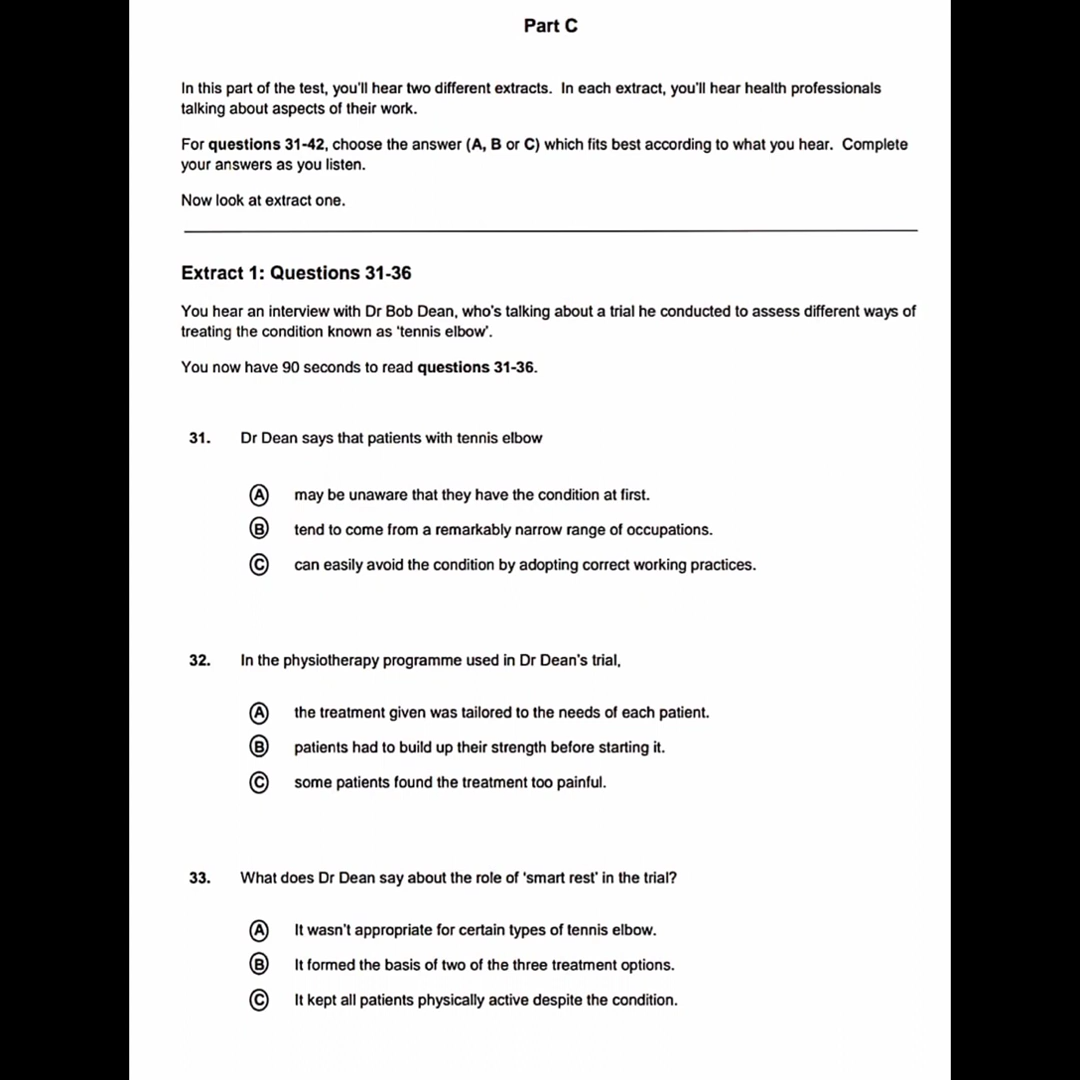 Part C
In this part of the test, you'll hear two different extracts. In each extract, you'll hear health professionals
talking about aspects of their work.
For questions 31-42, choose the answer (A, B or C) which fits best according to what you hear. Complete
your answers as you listen.
Now look at extract one.
Extract 1: Questions 31-36
You hear an interview with Dr Bob Dean, who's talking about a trial he conducted to assess different ways of
treating the condition known as 'tennis elbow'.
You now have 90 seconds to read questions 31-36.
31. Dr Dean says that patients with tennis elbow
A may be unaware that they have the condition at first.
B tend to come from a remarkably narrow range of occupations.
C can easily avoid the condition by adopting correct working practices.
32. In the physiotherapy programme used in Dr Dean's trial,
A the treatment given was tailored to the needs of each patient.
B patients had to build up their strength before starting it.
C some patients found the treatment too painful.
33. What does Dr Dean say about the role of 'smart rest' in the trial?
A It wasn't appropriate for certain types of tennis elbow.
B It formed the basis of two of the three treatment options.
C It kept all patients physically active despite the condition.